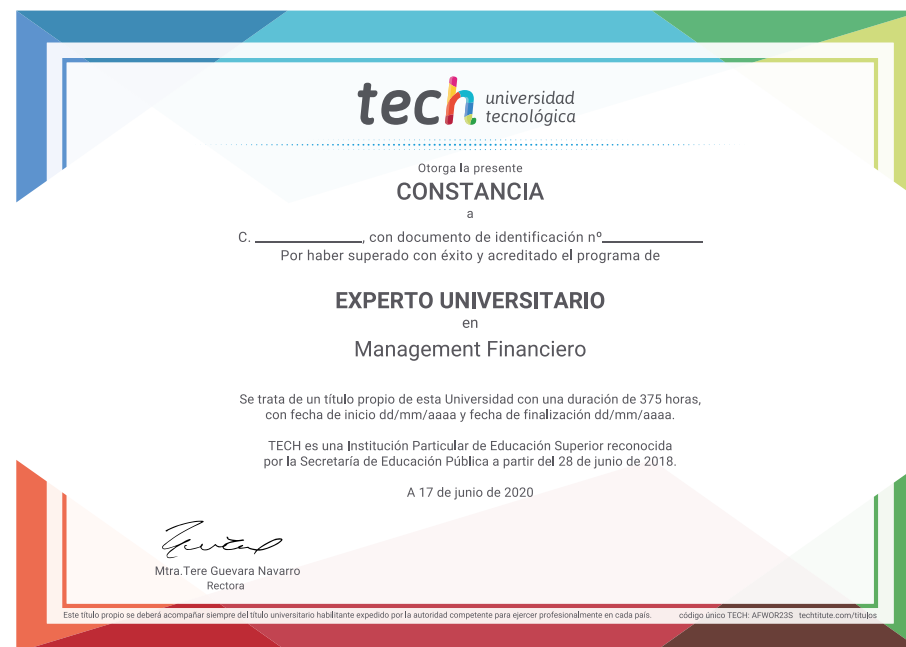 tech universidad
tecnológica
Otorga la presente
CONSTANCIA
a
C. ____________, con documento de identificación nº____________
Por haber superado con éxito y acreditado el programa de
EXPERTO UNIVERSITARIO
en
Management Financiero
Se trata de un título propio de esta Universidad con una duración de 375 horas,
con fecha de inicio dd/mm/aaaa y fecha de finalización dd/mm/aaaa.
TECH es una Institución Particular de Educación Superior reconocida
por la Secretaría de Educación Pública a partir del 28 de junio de 2018.
A 17 de junio de 2020
Mtra.Tere Guevara Navarro
Rectora
Este título propio se deberá acompañar siempre del título universitario habilitante expedido por la autoridad competente para ejercer profesionalmente en cada país. código único TECH: AFWOR23S techtitute.com/titulos